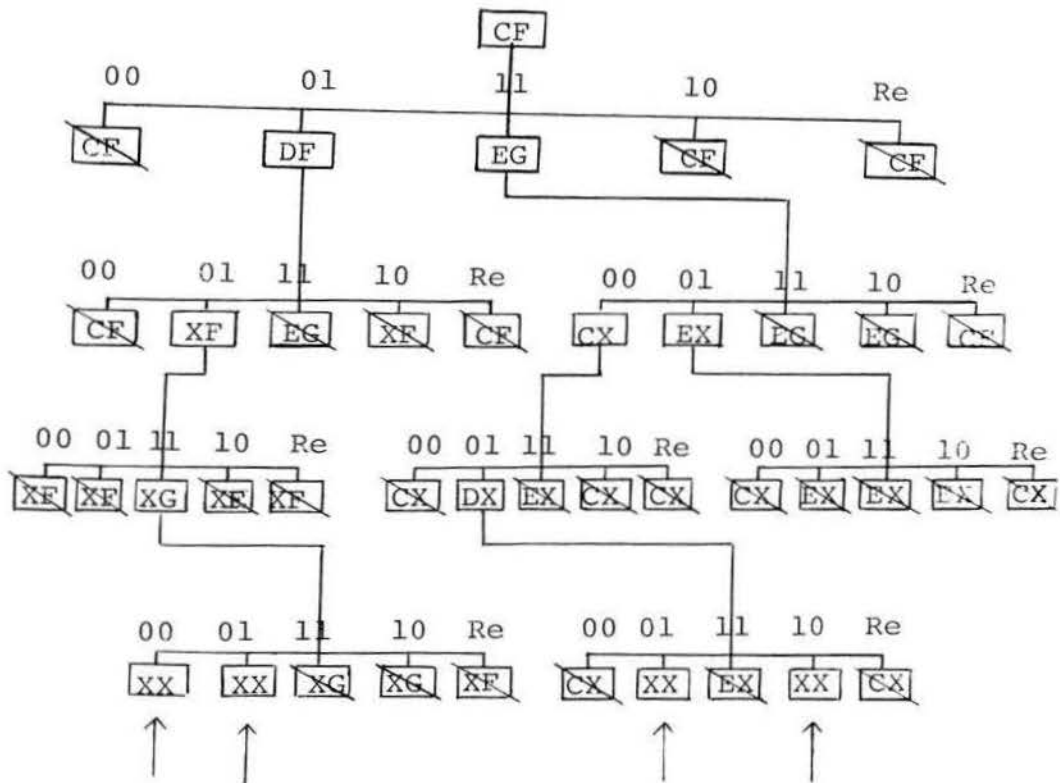 CF
00 01 11 10 Re
CF DF EG CF CF
00 01 11 10 Re 00 01 11 10 Re
CF XF EG XF CF CX EX EG EG CF
00 01 11 10 Re 00 01 11 10 Re 00 01 11 10 Re
XF XF XG XF XF CX DX EX CX CX CX EX EX EX CX
00 01 11 10 Re 00 01 11 10 Re
XX XX XG XG XF CX XX EX XX CX